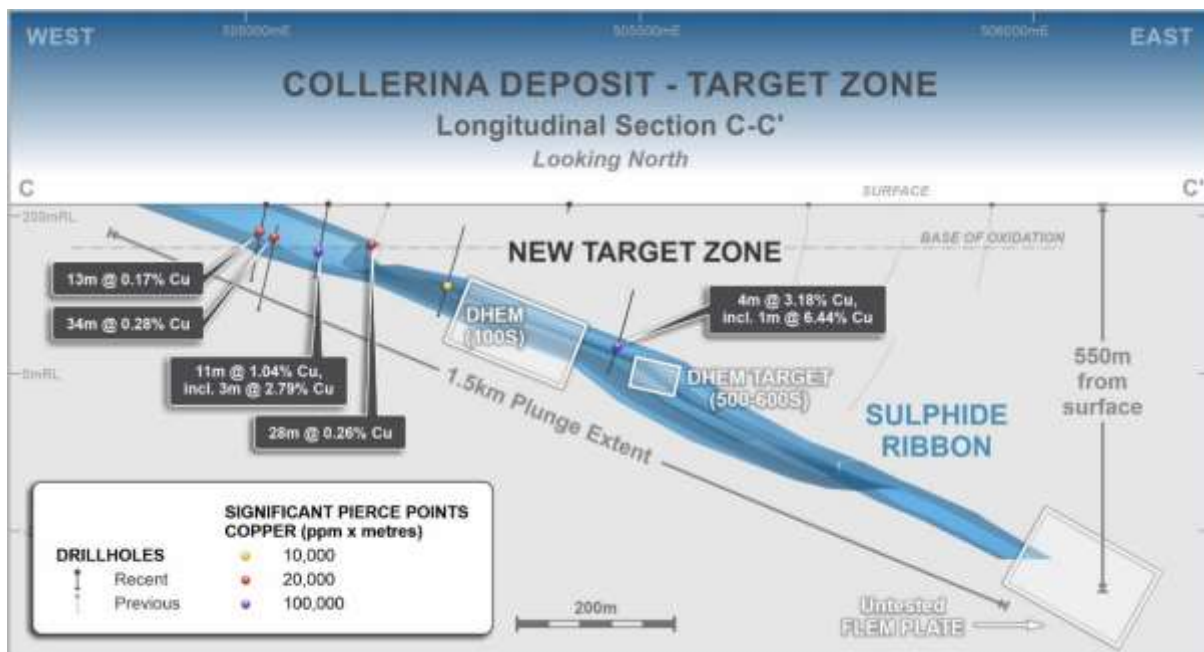 WEST
505500mE
506000mE
EAST
COLLERINA DEPOSIT - TARGET ZONE
Longitudinal Section C-C'
Looking North
C
SURFACE
C'
200mRL
BASE OF OXIDATION
NEW TARGET ZONE
13m @ 0.17% Cu
34m @ 0.28% Cu
11m @ 1.04% Cu,
incl. 3m @ 2.79% Cu
28m @ 0.26% Cu
DHEM
(100S)
4m @ 3.18% Cu,
incl. 1m @ 6.44% Cu
0mRL
DHEM TARGET
(500-600S)
550m
from
surface
1.5km Plunge Extent
SULPHIDE
RIBBON
SIGNIFICANT PIERCE POINTS
COPPER (ppm x metres)
DRILLHOLES
Recent
Previous
10,000
20,000
100,000
200m
Untested
FLEM PLATE